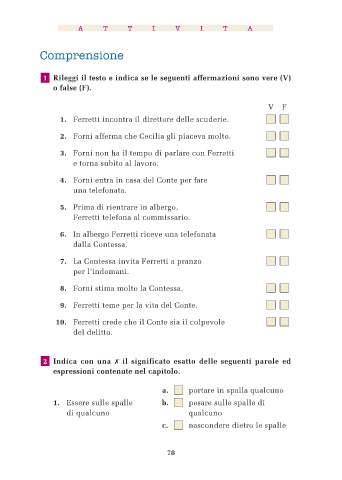 A T T I V I T A
Comprensione
1 Rileggi il testo e indica se le seguenti affermazioni sono vere (V)
o false (F).
V F
1. Ferretti incontra il direttore delle scuderie.
2. Forni afferma che Cecilia gli piaceva molto.
3. Forni non ha il tempo di parlare con Ferretti
e torna subito al lavoro.
4. Forni entra in casa del Conte per fare
una telefonata.
5. Prima di rientrare in albergo,
Ferretti telefona al commissario.
6. In albergo Ferretti riceve una telefonata
dalla Contessa.
7. La Contessa invita Ferretti a pranzo
per l'indomani.
8. Forni stima molto la Contessa.
9. Ferretti teme per la vita del Conte.
10. Ferretti crede che il Conte sia il colpevole
del delitto.
2 Indica con una ✗ il significato esatto delle seguenti parole ed
espressioni contenute nel capitolo.
a. portare in spalla qualcuno
1. Essere sulle spalle b. pesare sulle spalle di
di qualcuno qualcuno
c. nascondere dietro le spalle
78